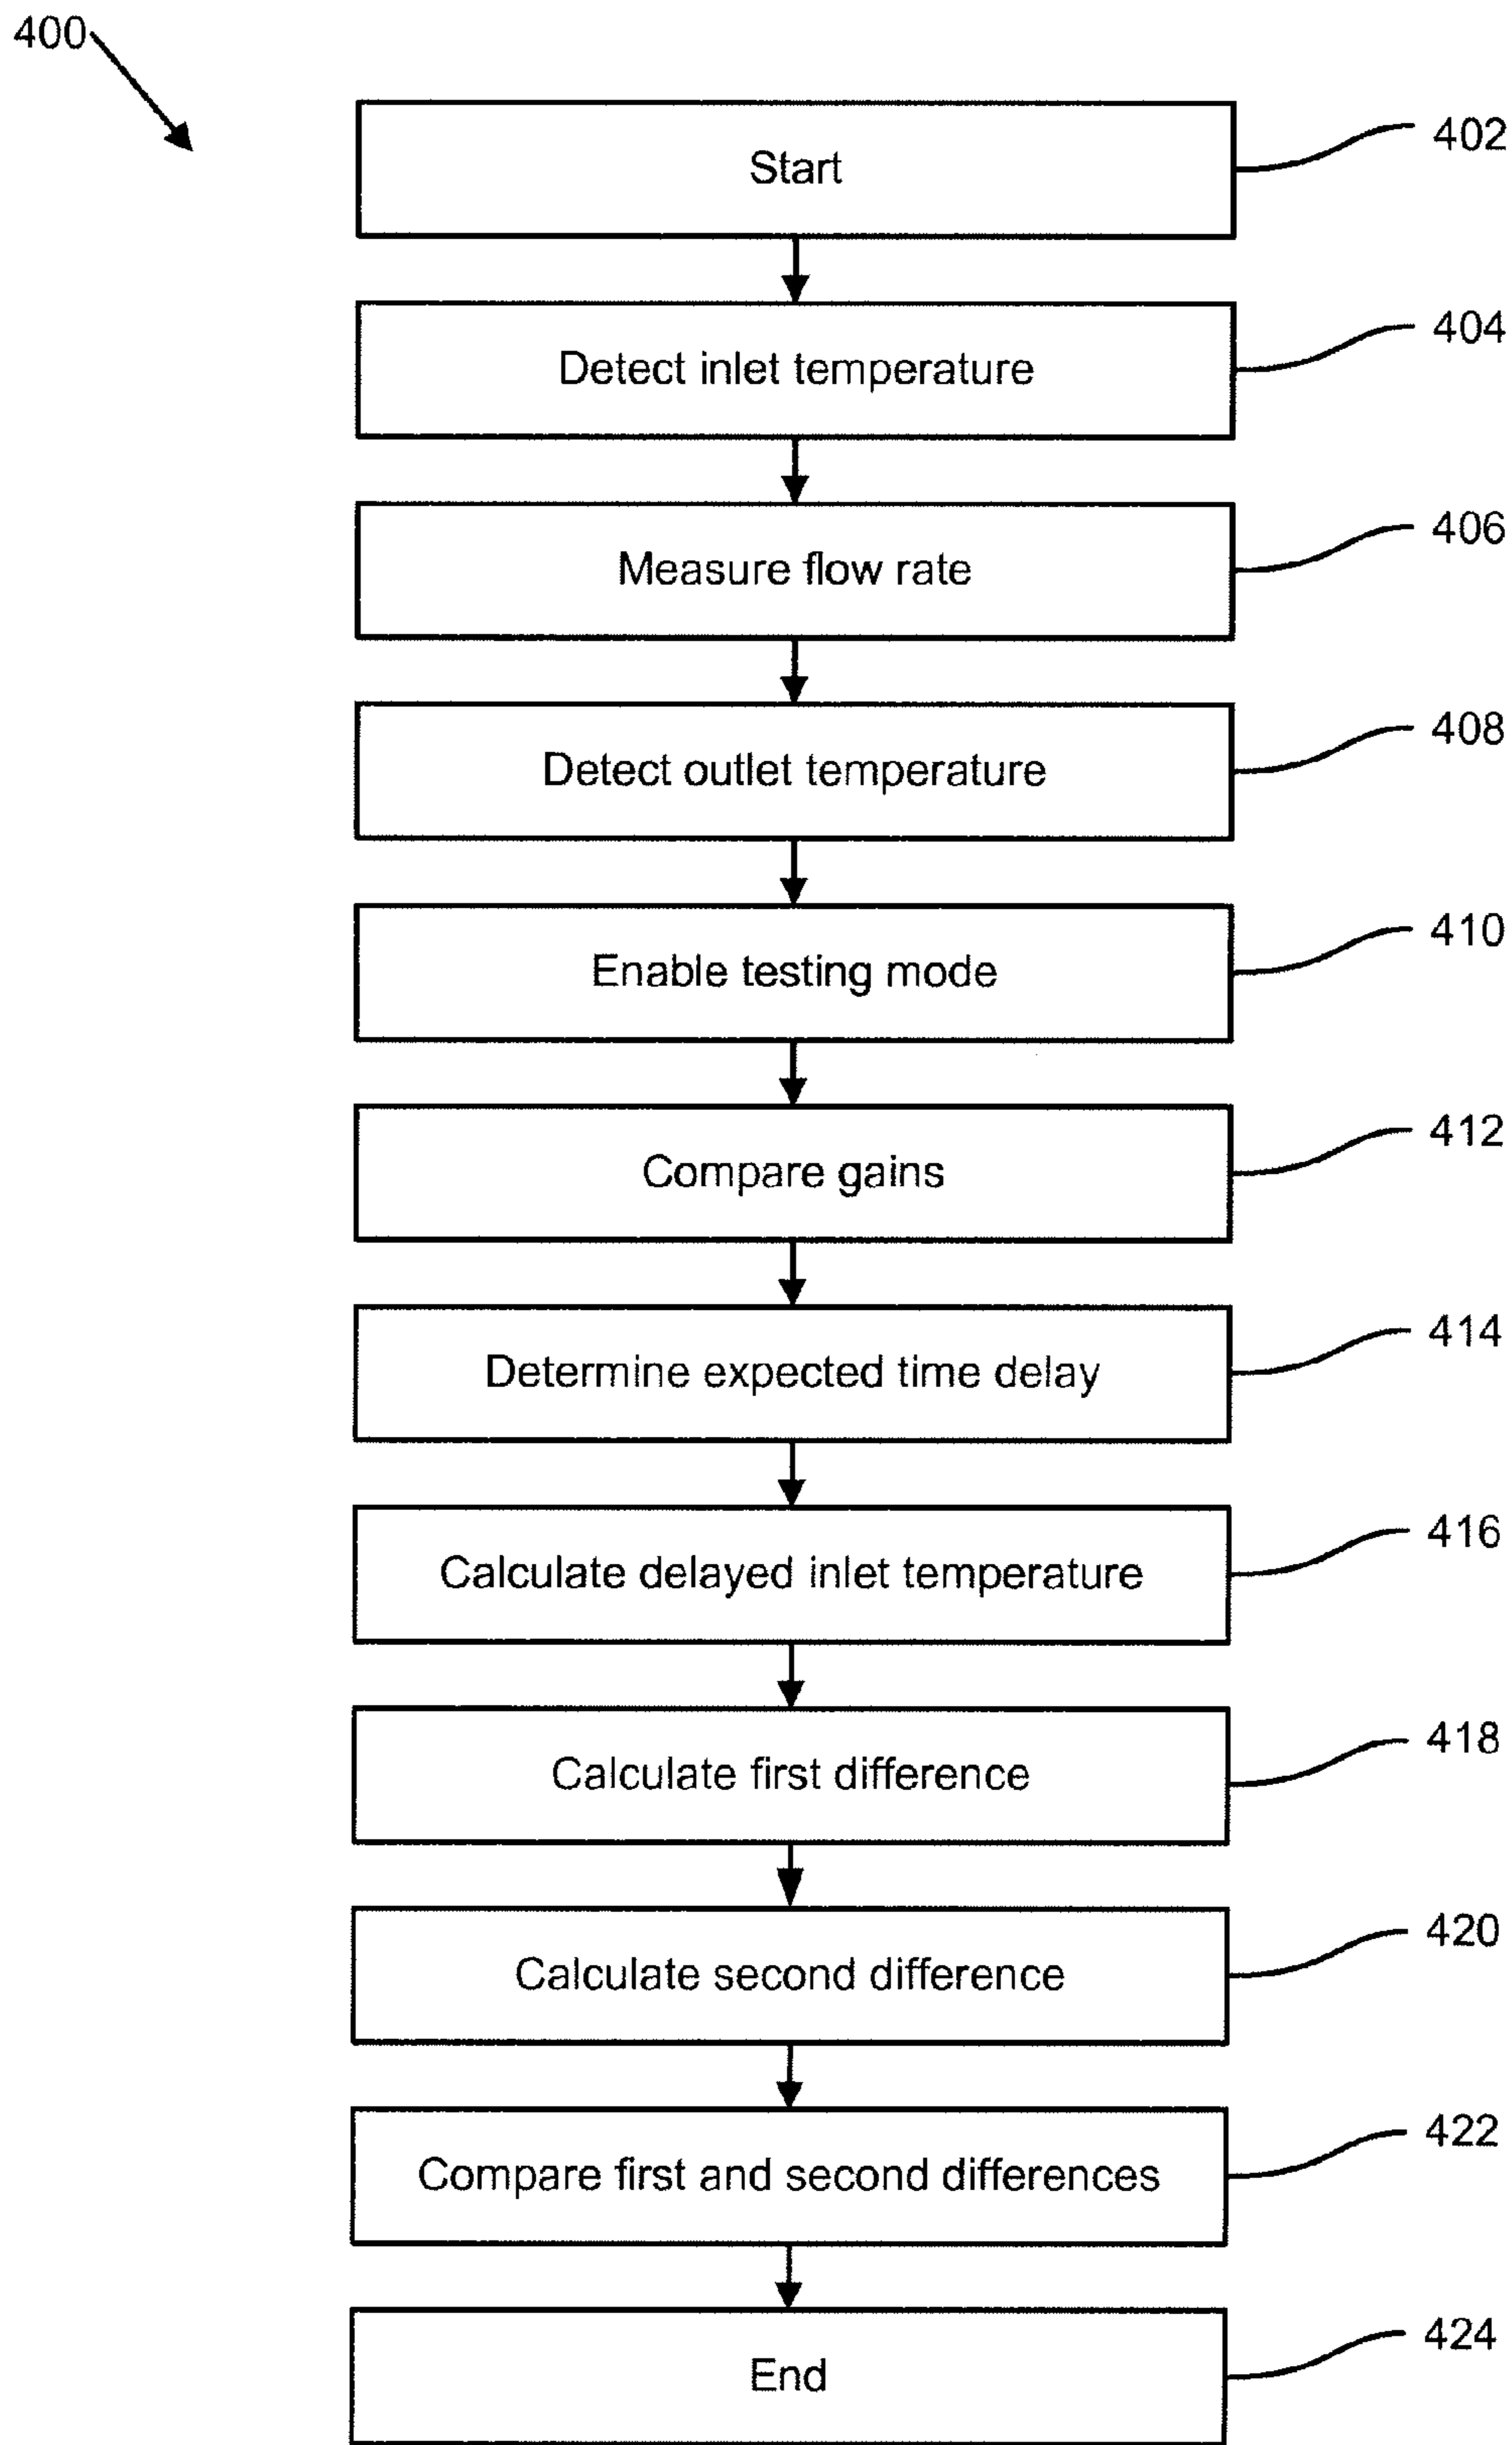 400
Start
402
Detect inlet temperature
404
Measure flow rate
406
Detect outlet temperature
408
Enable testing mode
410
Compare gains
412
Determine expected time delay
414
Calculate delayed inlet temperature
416
Calculate first difference
418
Calculate second difference
420
Compare first and second differences
422
End
424